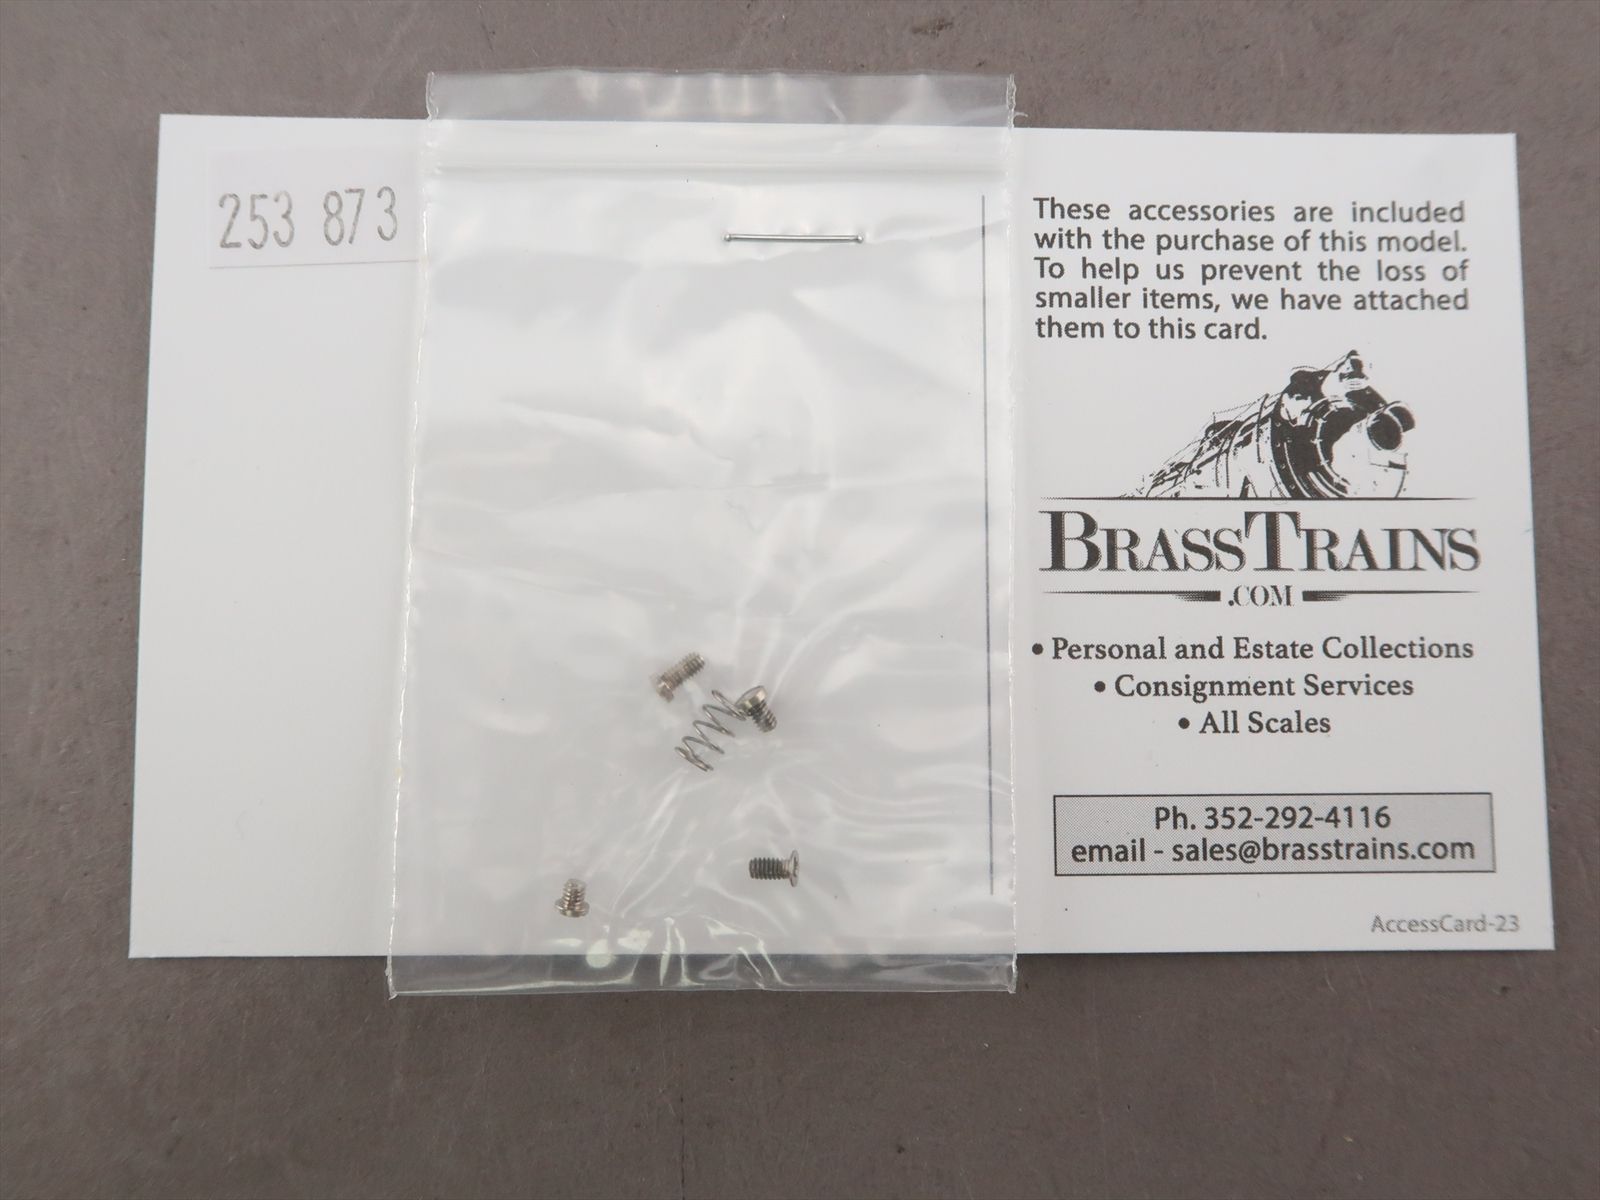 253 873
These accessories are included
with the purchase of this model.
To help us prevent the loss of
smaller items, we have attached
them to this card.
BRASSTRAINS
.COM
• Personal and Estate Collections
• Consignment Services
• All Scales
Ph. 352-292-4116
email - sales@brasstrains.com
AccessCard-23